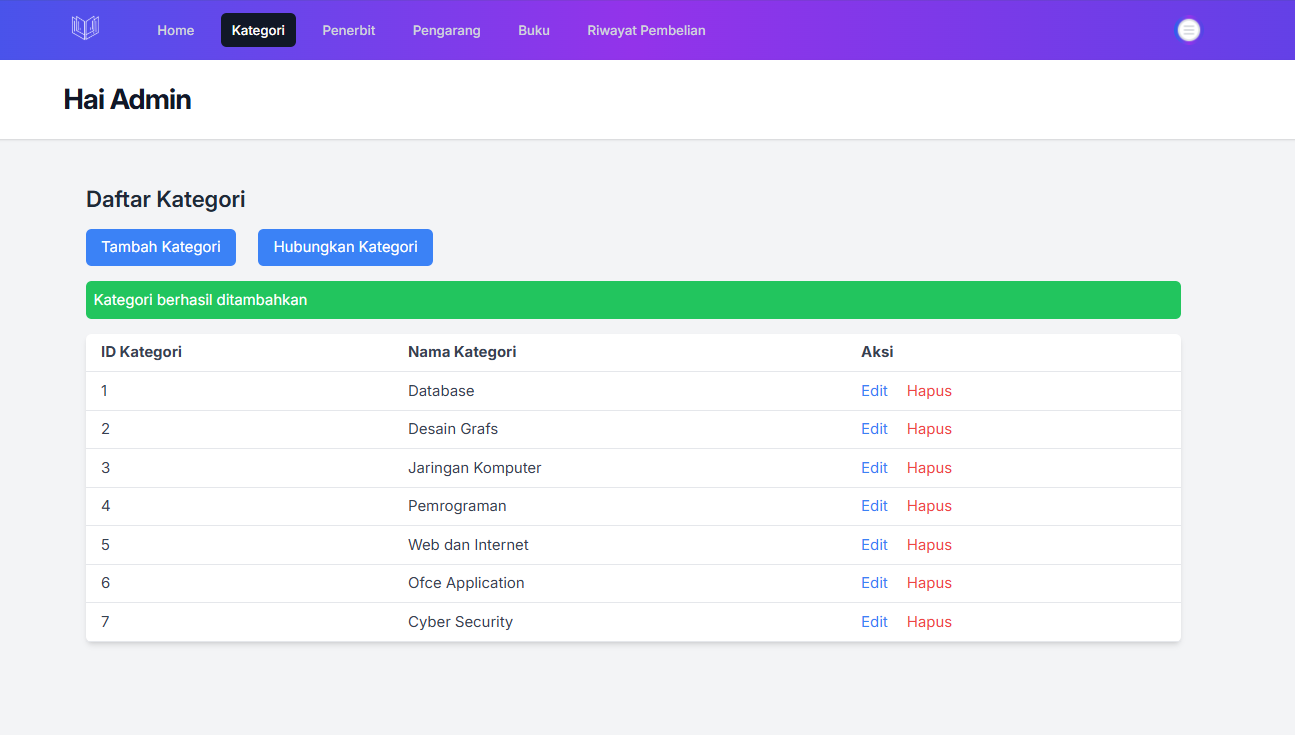 Home Kategori Penerbit Pengarang Buku Riwayat Pembelian
Hai Admin
Daftar Kategori
Tambah Kategori Hubungkan Kategori
Kategori berhasil ditambahkan
ID Kategori Nama Kategori Aksi
1 Database Edit Hapus
2 Desain Grafs Edit Hapus
3 Jaringan Komputer Edit Hapus
4 Pemrograman Edit Hapus
5 Web dan Internet Edit Hapus
6 Ofce Application Edit Hapus
7 Cyber Security Edit Hapus